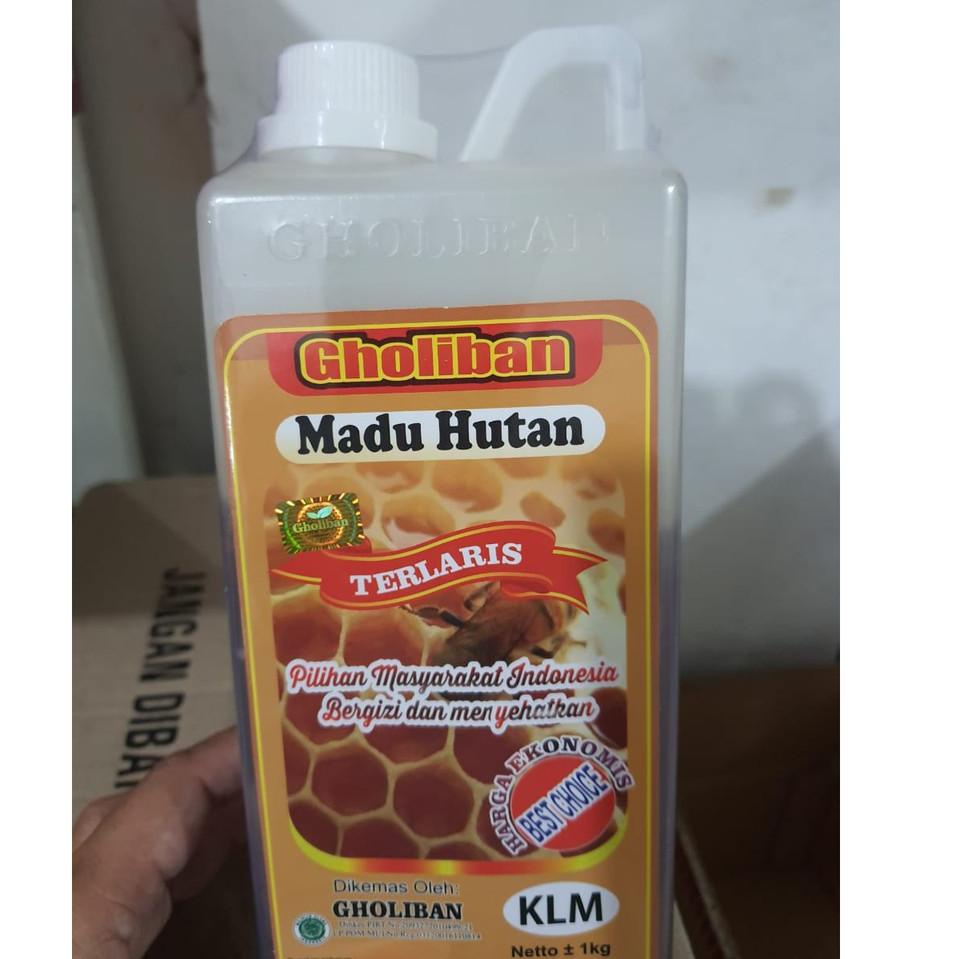 GHOLIBAN
Gholiban
Madu Hutan
Gholiban
TERLARIS
Pilihan Masyarakat Indonesia
Bergizi dan menyehatkan
HARGA EKONOMIS
BEST CHOICE
JANGAN DIBA
Dikemas Oleh:
GHOLIBAN
KLM
Netto ± 1kg